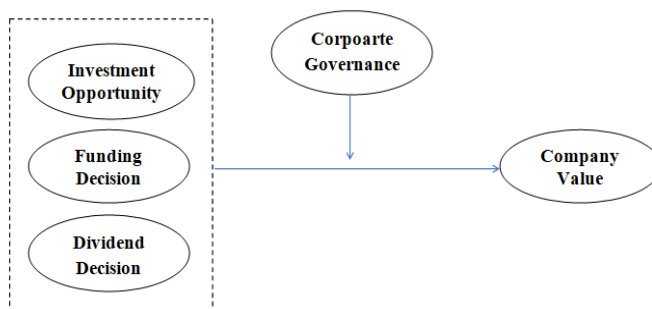 Corpoarte
Governance
Investment
Opportunity
Funding
Decision
Company
Value
Dividend
Decision